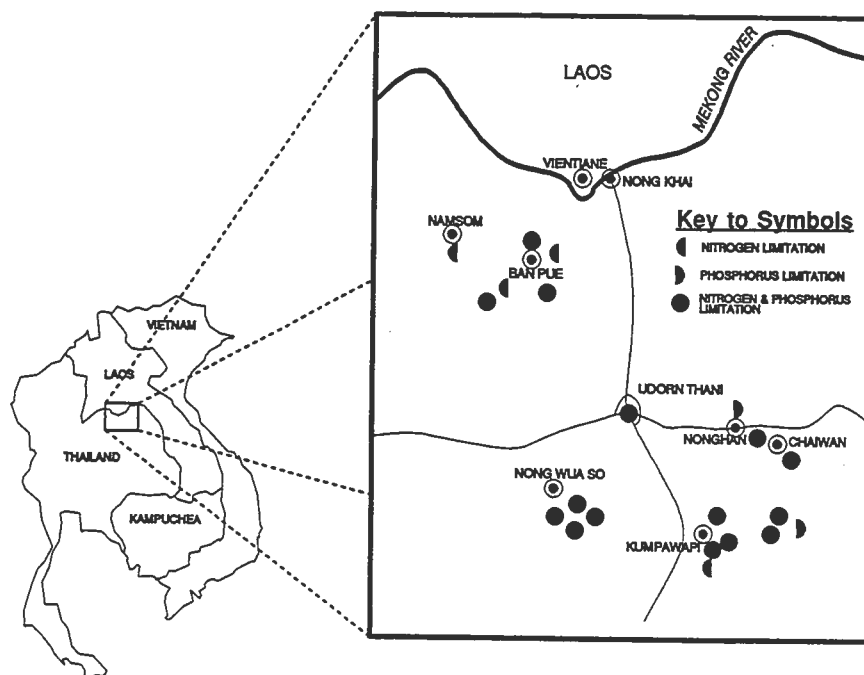 LAOS
MEKONG RIVER
VIENTIANE
NONG KHAI
NAMSOM
BAN PUE
Key to Symbols
NITROGEN LIMITATION
PHOSPHORUS LIMITATION
NITROGEN & PHOSPHORUS
LIMITATION
VIETNAM
LAOS
THAILAND
KAMPUCHEA
UDORN THANI
NONGHAN
CHAIWAN
NONG WUA SO
KUMPAWAPI